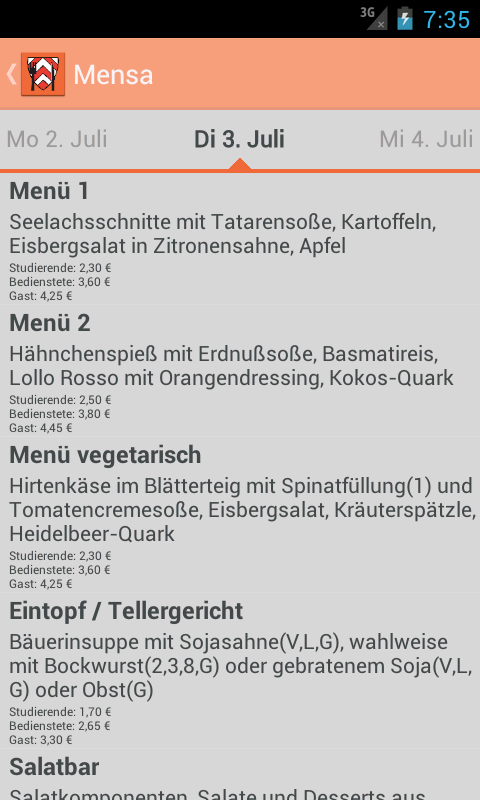 3G
7:35
Mensa
Mo 2. Juli Di 3. Juli Mi 4. Juli
Menü 1
Seelachsschnitte mit Tatarensoße, Kartoffeln,
Eisbergsalat in Zitronensahne, Apfel
Studierende: 2,30 €
Bedienstete: 3,60 €
Gast: 4,25 €
Menü 2
Hähnchenspieß mit Erdnußsoße, Basmatireis,
Lollo Rosso mit Orangendressing, Kokos-Quark
Studierende: 2,50 €
Bedienstete: 3,80 €
Gast: 4,45 €
Menü vegetarisch
Hirtenkäse im Blätterteig mit Spinatfüllung(1) und
Tomatencremesoße, Eisbergsalat, Kräuterspätzle,
Heidelbeer-Quark
Studierende: 2,30 €
Bedienstete: 3,60 €
Gast: 4,25 €
Eintopf / Tellergericht
Bäuerinsuppe mit Sojasahne(V,L,G), wahlweise
mit Bockwurst(2,3,8,G) oder gebratenem Soja(V,L,
G) oder Obst(G)
Studierende: 1,70 €
Bedienstete: 2,65 €
Gast: 3,30 €
Salatbar
Salatkomponenten, Salate und Desserts aus